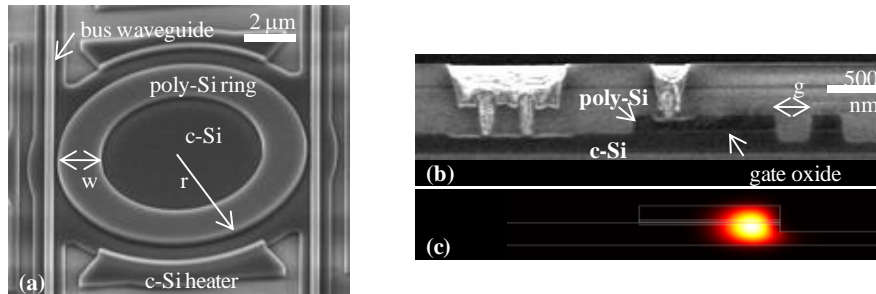 bus waveguide
2 μm
poly-Si ring
c-Si
w
r
c-Si heater
(a)
500
nm
g
poly-Si
c-Si
(b)
gate oxide
(c)